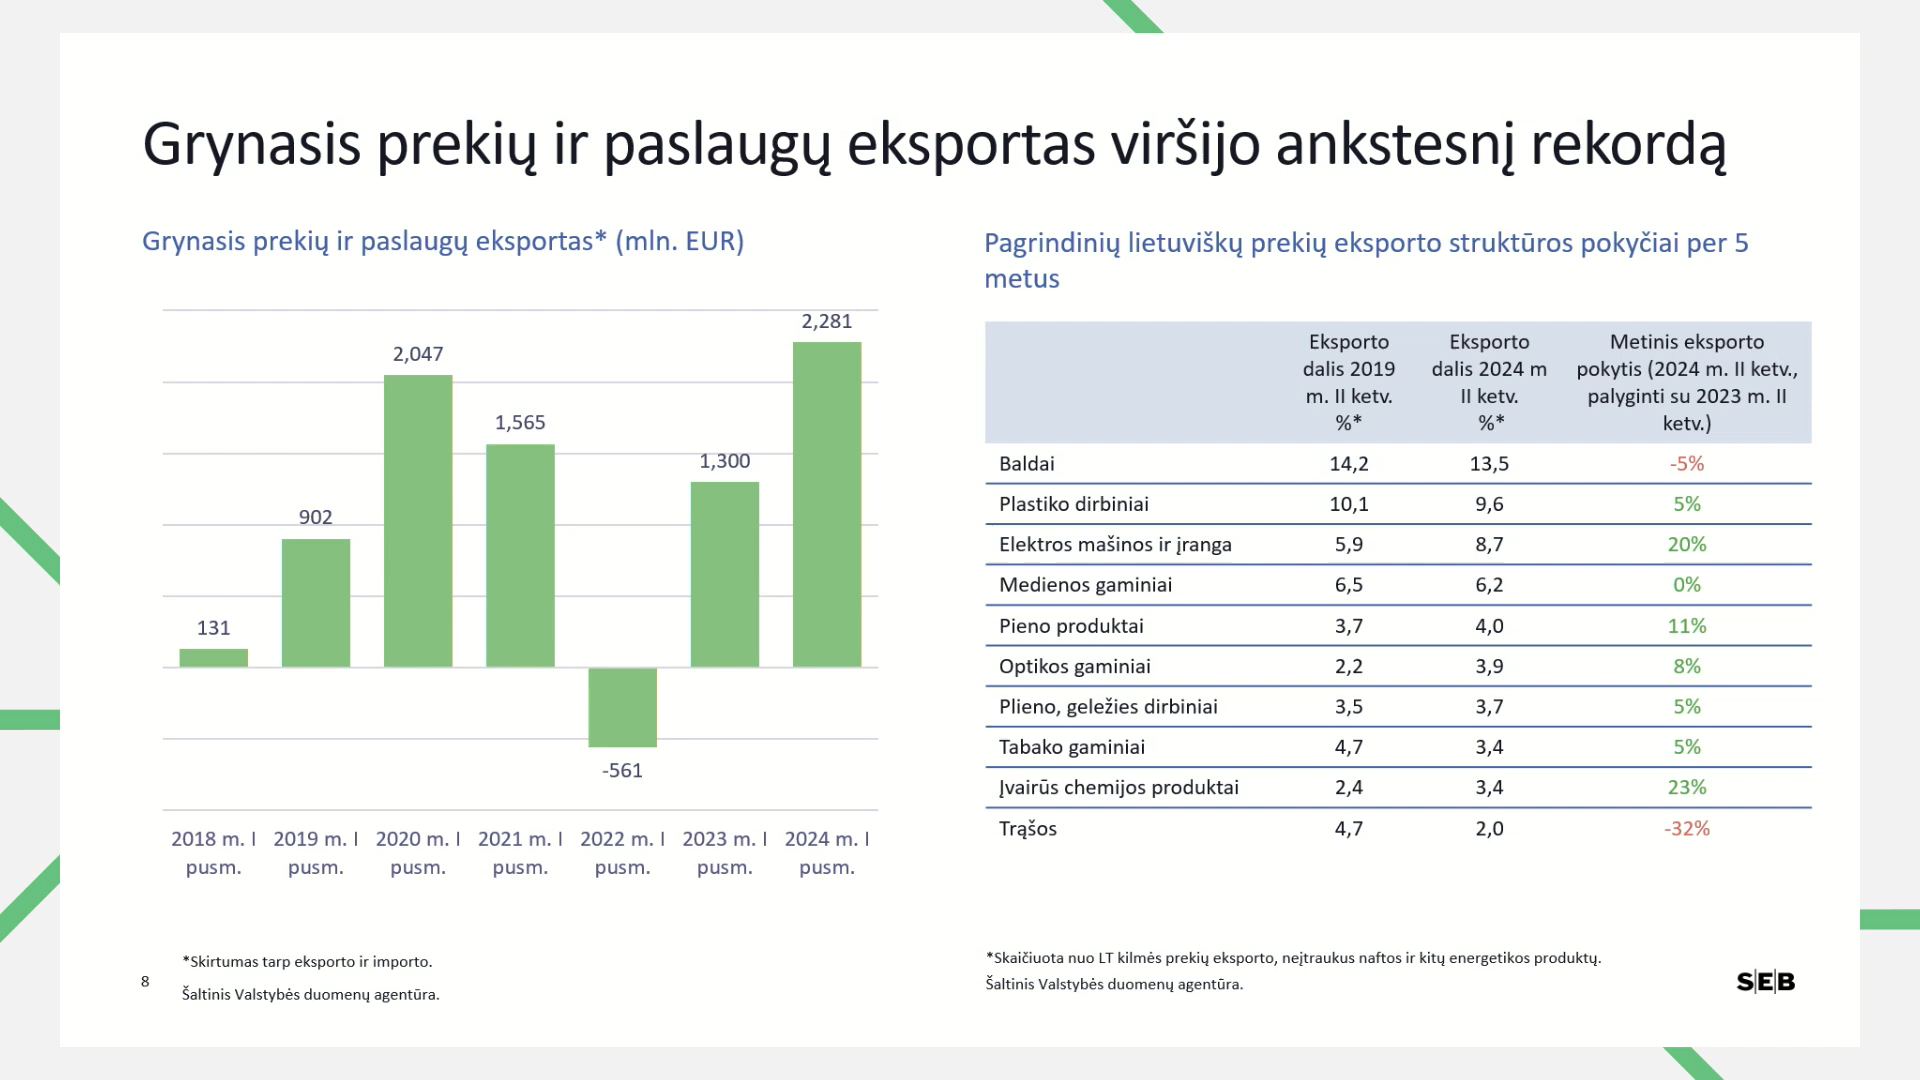 Grynasis prekių ir paslaugų eksportas viršijo ankstesnį rekordą
Grynasis prekių ir paslaugų eksportas* (mln. EUR)
131
902
2,047
1,565
-561
1,300
2,281
2018 m. I pusm.
2019 m. I pusm.
2020 m. I pusm.
2021 m. I pusm.
2022 m. I pusm.
2023 m. I pusm.
2024 m. I pusm.
*Skirtumas tarp eksporto ir importo.
Šaltinis Valstybės duomenų agentūra.
8
Pagrindinių lietuviškų prekių eksporto struktūros pokyčiai per 5
metus
Eksporto dalis 2019 m. II ketv. %*
Eksporto dalis 2024 m II ketv. %*
Metinis eksporto pokytis (2024 m. II ketv., palyginti su 2023 m. II ketv.)
Baldai 14,2 13,5 -5%
Plastiko dirbiniai 10,1 9,6 5%
Elektros mašinos ir įranga 5,9 8,7 20%
Medienos gaminiai 6,5 6,2 0%
Pieno produktai 3,7 4,0 11%
Optikos gaminiai 2,2 3,9 8%
Plieno, geležies dirbiniai 3,5 3,7 5%
Tabako gaminiai 4,7 3,4 5%
Įvairūs chemijos produktai 2,4 3,4 23%
Trąšos 4,7 2,0 -32%
*Skaičiuota nuo LT kilmės prekių eksporto, neįtraukus naftos ir kitų energetikos produktų.
Šaltinis Valstybės duomenų agentūra.
S|E|B